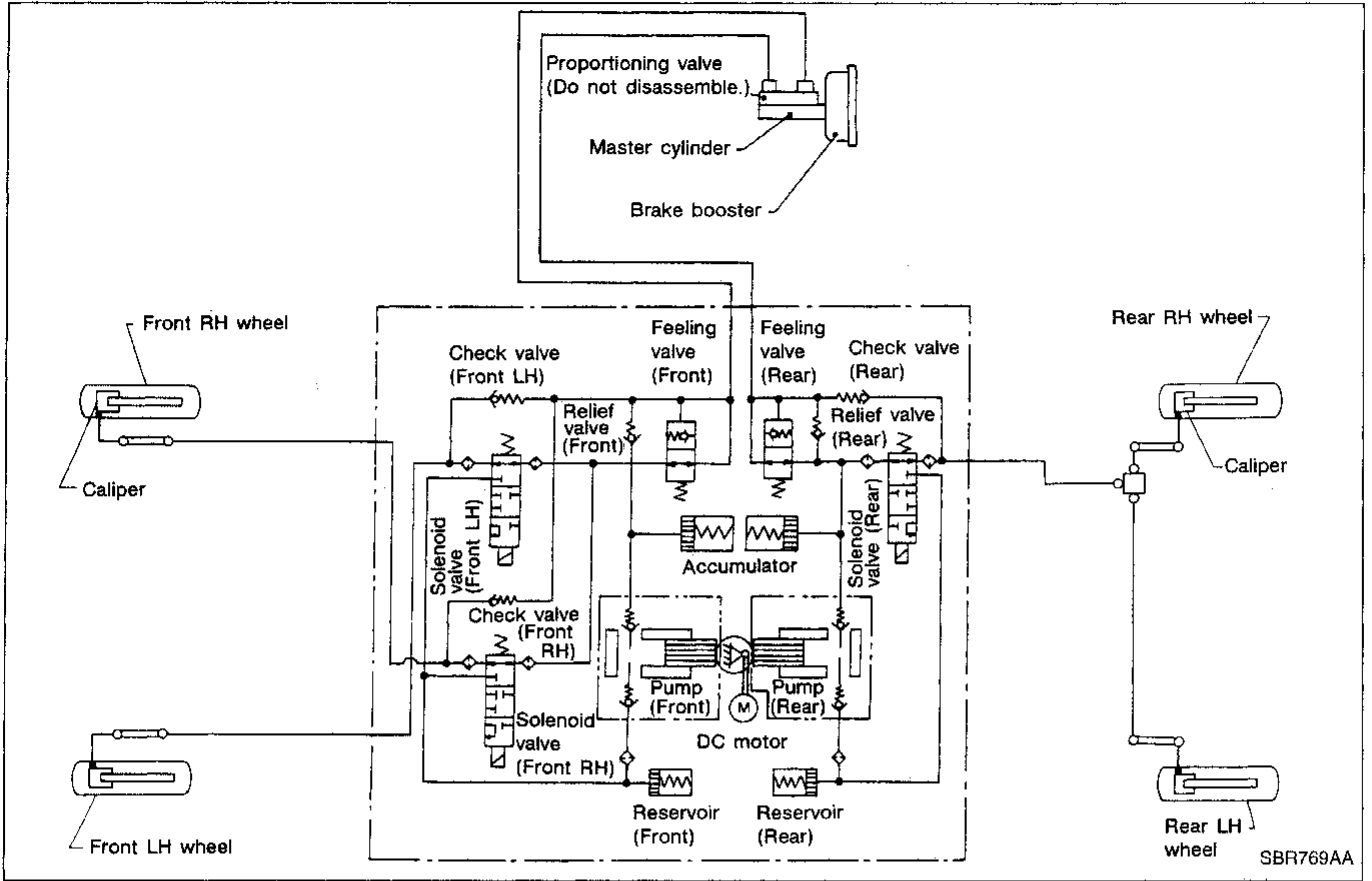 Proportioning valve
(Do not disassemble.)
Master cylinder
Brake booster
Front RH wheel
Caliper
Front LH wheel
Check valve
(Front LH)
Feeling
valve
(Front)
Feeling
valve
(Rear)
Check valve
(Rear)
Relief
valve
(Front)
Relief valve
(Rear)
Solenoid
valve
(Front LH)
Solenoid
valve (Rear)
Accumulator
Check valve
(Front
RH)
Pump
(Front)
Pump
(Rear)
M
DC motor
Solenoid
valve
(Front RH)
Reservoir
(Front)
Reservoir
(Rear)
Rear RH wheel
Caliper
Rear LH
wheel
SBR769AA